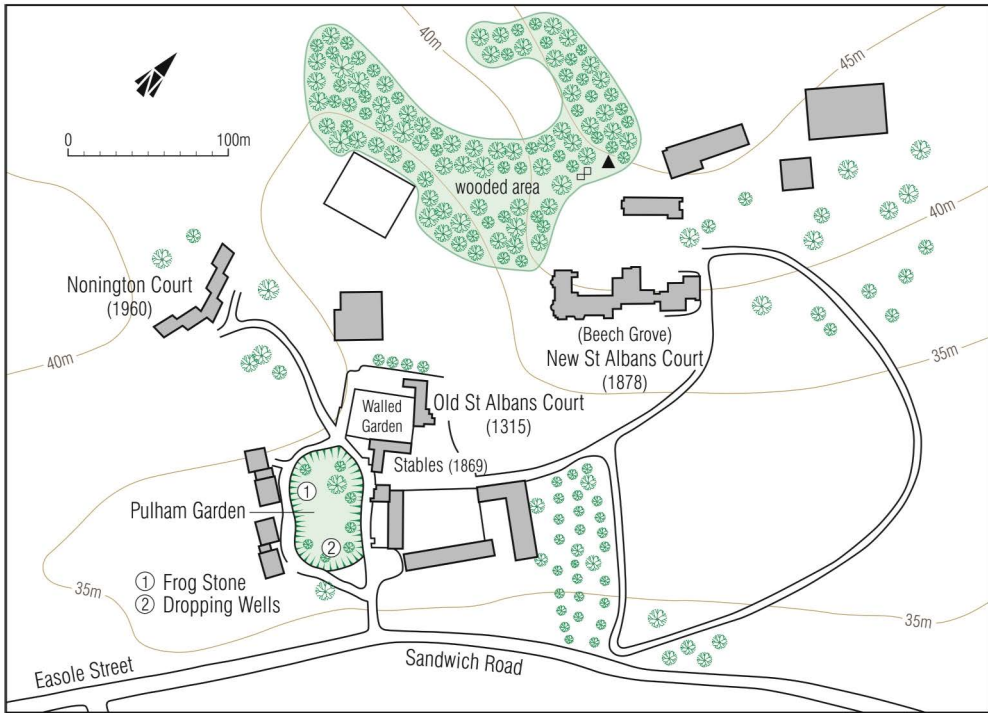 40m
45m
0
100m
wooded area
40m
Nonington Court
(1960)
(Beech Grove)
New St Albans Court
(1878)
35m
40m
Walled
Garden
Old St Albans Court
(1315)
Stables (1869)
①
Pulham Garden
②
① Frog Stone
② Dropping Wells
35m
35m
Easole Street
Sandwich Road